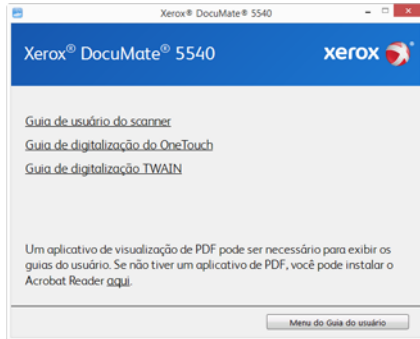 Xerox® DocuMate® 5540
Xerox® DocuMate® 5540
xerox
Guia de usuário do scanner
Guia de digitalização do OneTouch
Guia de digitalização TWAIN
Um aplicativo de visualização de PDF pode ser necessário para exibir os
guias do usuário. Se não tiver um aplicativo de PDF, você pode instalar o
Acrobat Reader aqui.
Menu do Guia do usuário